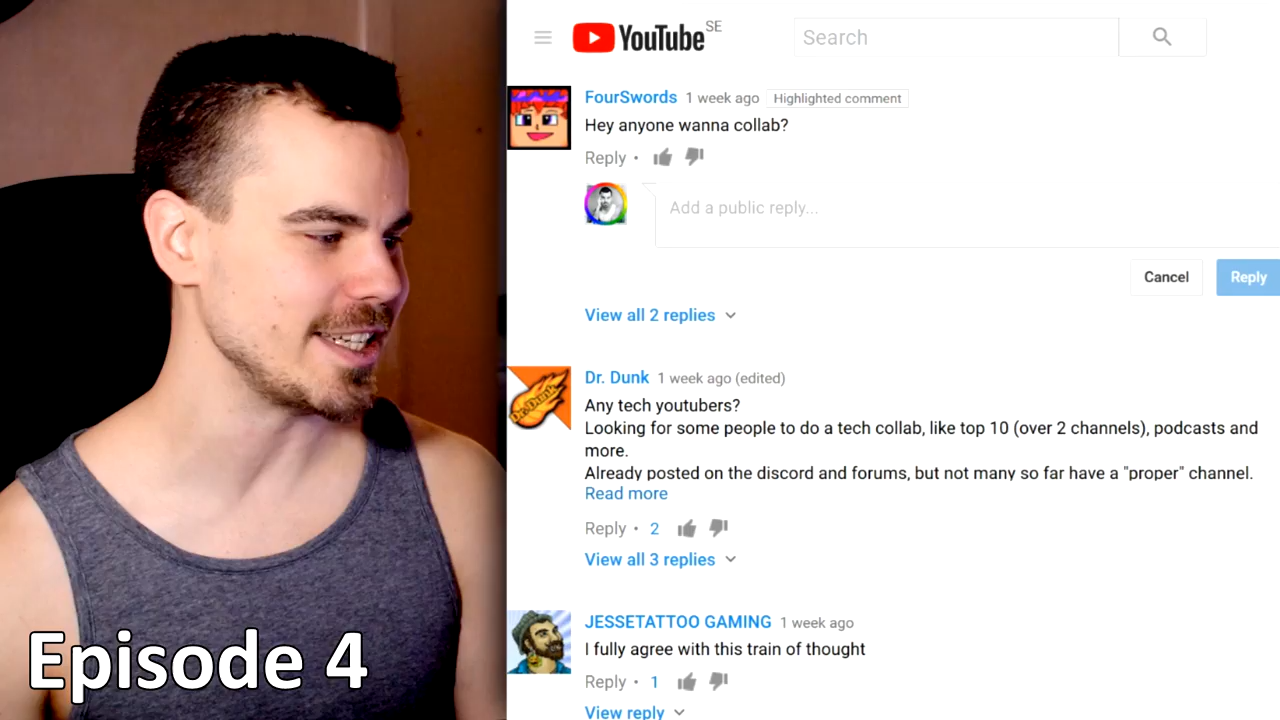 YouTube SE
Search
FourSwords 1 week ago Highlighted comment
Hey anyone wanna collab?
Reply •
Add a public reply...
Cancel Reply
View all 2 replies
Dr. Dunk 1 week ago (edited)
Dr. Dunk
Any tech youtubers?
Looking for some people to do a tech collab, like top 10 (over 2 channels), podcasts and
more.
Already posted on the discord and forums, but not many so far have a "proper" channel.
Read more
Reply • 2
View all 3 replies
JESSETATTOO GAMING 1 week ago
I fully agree with this train of thought
Reply • 1
View reply
Episode 4